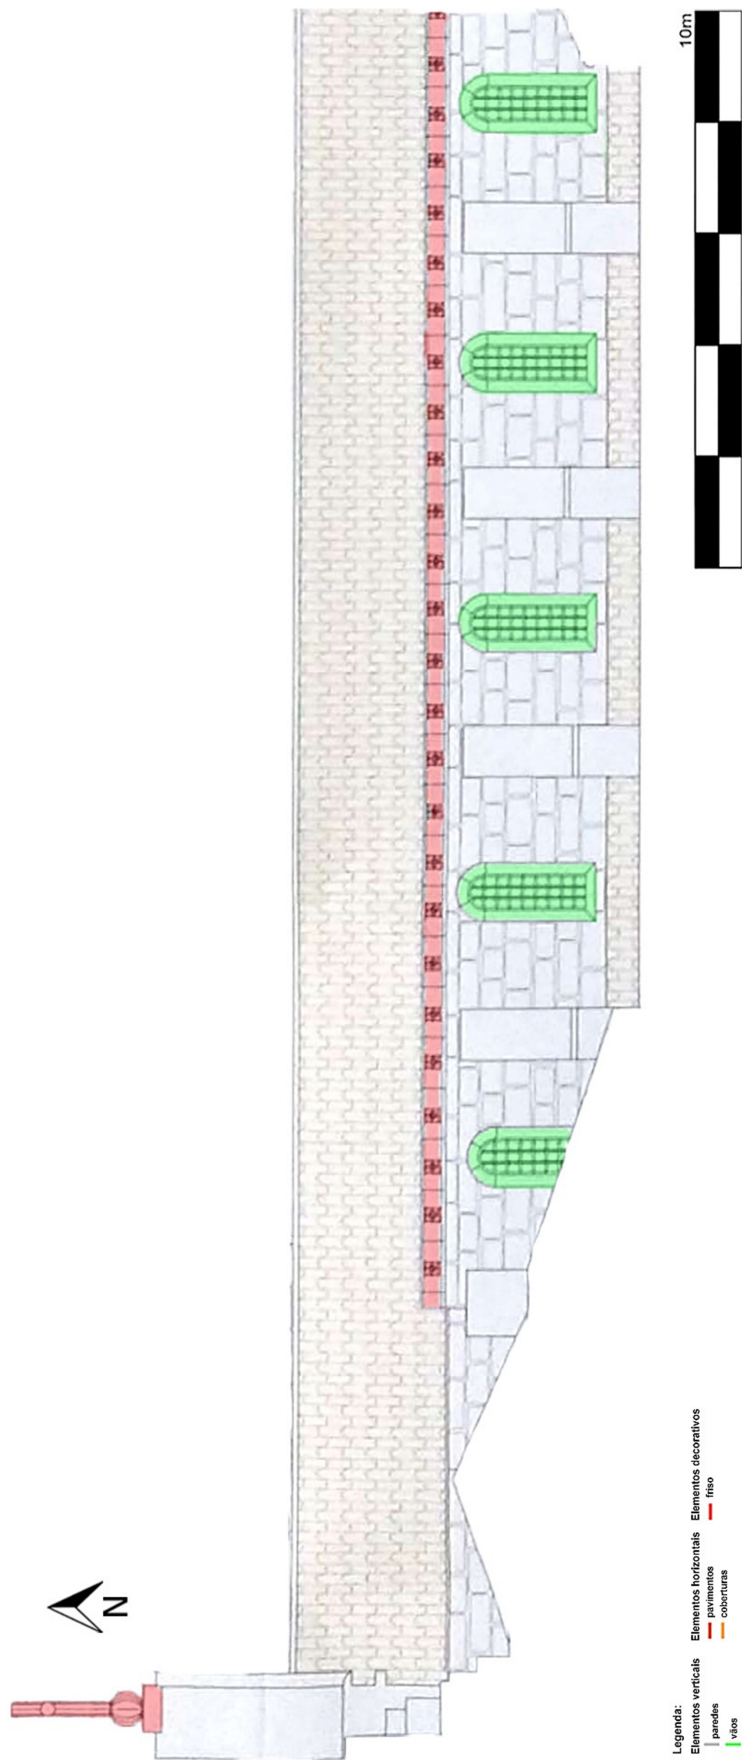 N
10m
Legenda:
Elementos verticais
paredes
vãos
Elementos horizontais
pavimentos
coberturas
Elementos decorativos
friso